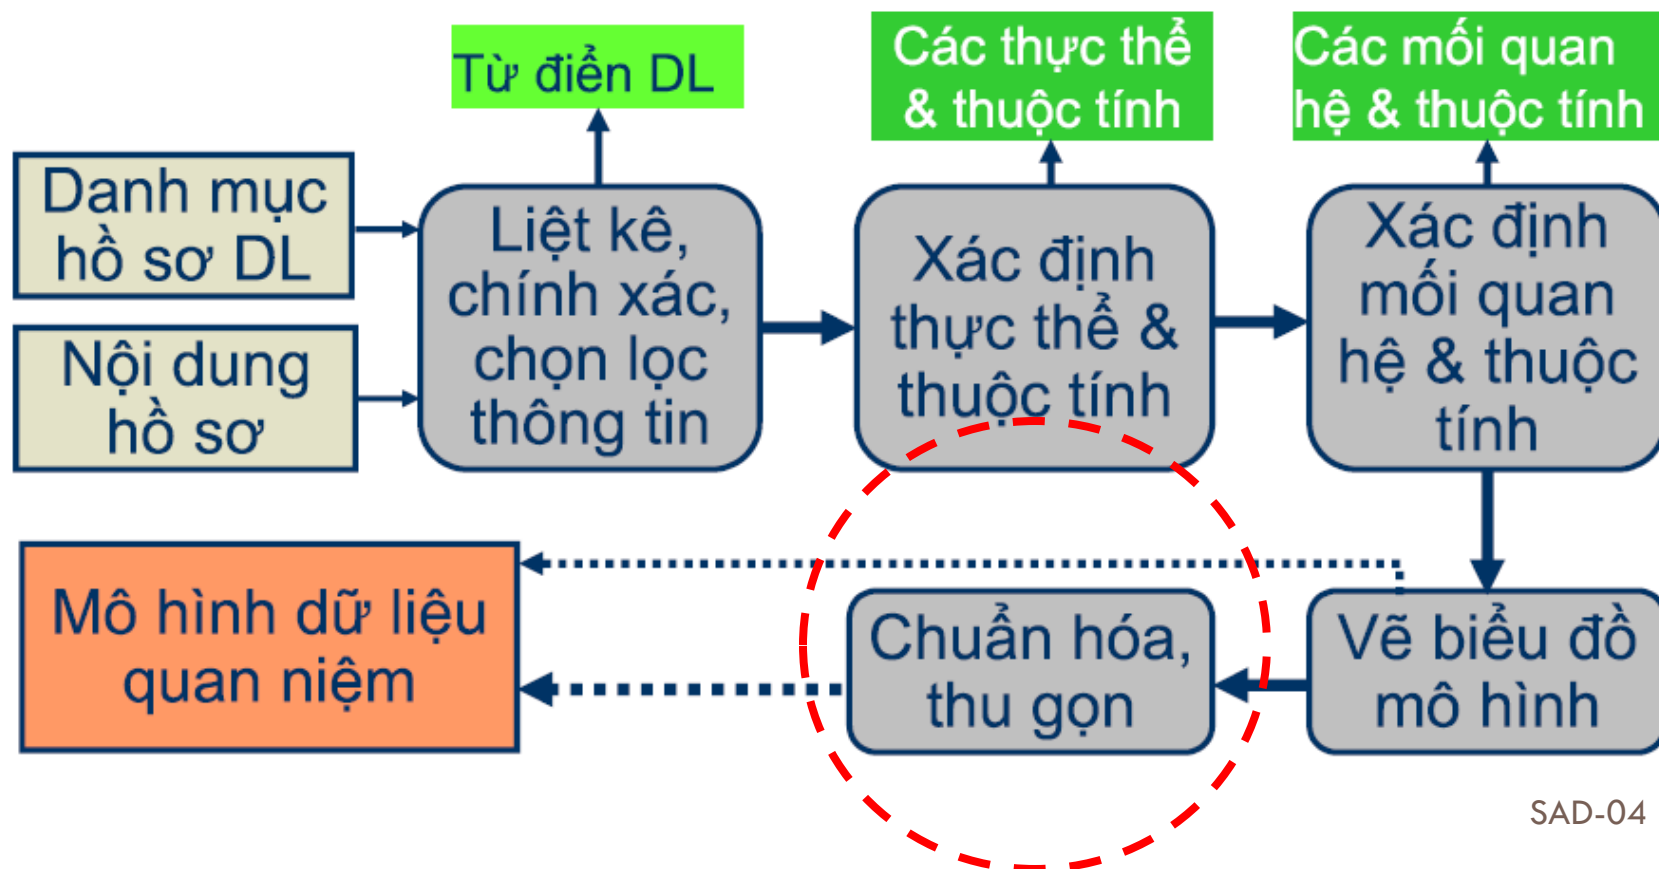 Từ điển DL
Các thực thể
& thuộc tính
Các mối quan
hệ & thuộc tính
Danh mục
hồ sơ DL
Nội dung
hồ sơ
Liệt kê,
chính xác,
chọn lọc
thông tin
Xác định
thực thể &
thuộc tính
Xác định
mối quan
hệ & thuộc
tính
Mô hình dữ liệu
quan niệm
Chuẩn hóa,
thu gọn
Vẽ biểu đồ
mô hình
SAD-04